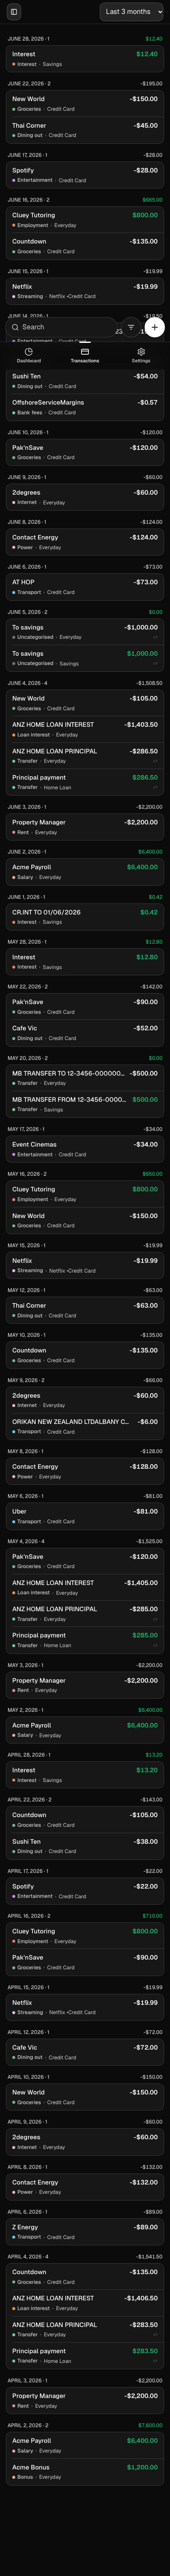 Last 3 months
JUNE 28, 2026 · 1 $12.40
Interest $12.40
Interest · Savings
JUNE 22, 2026 · 2 -$195.00
New World -$150.00
Groceries · Credit Card
Thai Corner -$45.00
Dining out · Credit Card
JUNE 17, 2026 · 1 -$28.00
Spotify -$28.00
Entertainment · Credit Card
JUNE 16, 2026 · 2 $665.00
Cluey Tutoring $800.00
Employment · Everyday
Countdown -$135.00
Groceries · Credit Card
JUNE 15, 2026 · 1 -$19.99
Netflix -$19.99
Streaming · Netflix •Credit Card
Search
Dashboard
Transactions
Settings
Sushi Ten -$54.00
Dining out · Credit Card
OffshoreServiceMargins -$0.57
Bank fees · Credit Card
JUNE 10, 2026 · 1 -$120.00
Pak'nSave -$120.00
Groceries · Credit Card
JUNE 9, 2026 · 1 -$60.00
2degrees -$60.00
Internet · Everyday
JUNE 8, 2026 · 1 -$124.00
Contact Energy -$124.00
Power · Everyday
JUNE 6, 2026 · 1 -$73.00
AT HOP -$73.00
Transport · Credit Card
JUNE 5, 2026 · 2 $0.00
To savings -$1,000.00
Uncategorised · Everyday
To savings $1,000.00
Uncategorised · Savings
JUNE 4, 2026 · 4 -$1,508.50
New World -$105.00
Groceries · Credit Card
ANZ HOME LOAN INTEREST -$1,403.50
Loan interest · Everyday
ANZ HOME LOAN PRINCIPAL -$286.50
Transfer · Everyday
Principal payment $286.50
Transfer · Home Loan
JUNE 3, 2026 · 1 -$2,200.00
Property Manager -$2,200.00
Rent · Everyday
JUNE 2, 2026 · 1 $6,400.00
Acme Payroll $6,400.00
Salary · Everyday
JUNE 1, 2026 · 1 $0.42
CR.INT TO 01/06/2026 $0.42
Interest · Savings
MAY 28, 2026 · 1 $12.80
Interest $12.80
Interest · Savings
MAY 22, 2026 · 2 -$142.00
Pak'nSave -$90.00
Groceries · Credit Card
Cafe Vic -$52.00
Dining out · Credit Card
MAY 20, 2026 · 2 $0.00
MB TRANSFER TO 12-3456-000000... -$500.00
Transfer · Everyday
MB TRANSFER FROM 12-3456-0000... $500.00
Transfer · Savings
MAY 17, 2026 · 1 -$34.00
Event Cinemas -$34.00
Entertainment · Credit Card
MAY 16, 2026 · 2 $650.00
Cluey Tutoring $800.00
Employment · Everyday
New World -$150.00
Groceries · Credit Card
MAY 15, 2026 · 1 -$19.99
Netflix -$19.99
Streaming · Netflix •Credit Card
MAY 12, 2026 · 1 -$63.00
Thai Corner -$63.00
Dining out · Credit Card
MAY 10, 2026 · 1 -$135.00
Countdown -$135.00
Groceries · Credit Card
MAY 9, 2026 · 2 -$66.00
2degrees -$60.00
Internet · Everyday
ORIKAN NEW ZEALAND LTDALBANY C... -$6.00
Transport · Credit Card
MAY 8, 2026 · 1 -$128.00
Contact Energy -$128.00
Power · Everyday
MAY 6, 2026 · 1 -$81.00
Uber -$81.00
Transport · Credit Card
MAY 4, 2026 · 4 -$1,525.00
Pak'nSave -$120.00
Groceries · Credit Card
ANZ HOME LOAN INTEREST -$1,405.00
Loan interest · Everyday
ANZ HOME LOAN PRINCIPAL -$285.00
Transfer · Everyday
Principal payment $285.00
Transfer · Home Loan
MAY 3, 2026 · 1 -$2,200.00
Property Manager -$2,200.00
Rent · Everyday
MAY 2, 2026 · 1 $6,400.00
Acme Payroll $6,400.00
Salary · Everyday
APRIL 28, 2026 · 1 $13.20
Interest $13.20
Interest · Savings
APRIL 22, 2026 · 2 -$143.00
Countdown -$105.00
Groceries · Credit Card
Sushi Ten -$38.00
Dining out · Credit Card
APRIL 17, 2026 · 1 -$22.00
Spotify -$22.00
Entertainment · Credit Card
APRIL 16, 2026 · 2 $710.00
Cluey Tutoring $800.00
Employment · Everyday
Pak'nSave -$90.00
Groceries · Credit Card
APRIL 15, 2026 · 1 -$19.99
Netflix -$19.99
Streaming · Netflix •Credit Card
APRIL 12, 2026 · 1 -$72.00
Cafe Vic -$72.00
Dining out · Credit Card
APRIL 10, 2026 · 1 -$150.00
New World -$150.00
Groceries · Credit Card
APRIL 9, 2026 · 1 -$60.00
2degrees -$60.00
Internet · Everyday
APRIL 8, 2026 · 1 -$132.00
Contact Energy -$132.00
Power · Everyday
APRIL 6, 2026 · 1 -$89.00
Z Energy -$89.00
Transport · Credit Card
APRIL 4, 2026 · 4 -$1,541.50
Countdown -$135.00
Groceries · Credit Card
ANZ HOME LOAN INTEREST -$1,406.50
Loan interest · Everyday
ANZ HOME LOAN PRINCIPAL -$283.50
Transfer · Everyday
Principal payment $283.50
Transfer · Home Loan
APRIL 3, 2026 · 1 -$2,200.00
Property Manager -$2,200.00
Rent · Everyday
APRIL 2, 2026 · 2 $7,600.00
Acme Payroll $6,400.00
Salary · Everyday
Acme Bonus $1,200.00
Bonus · Everyday